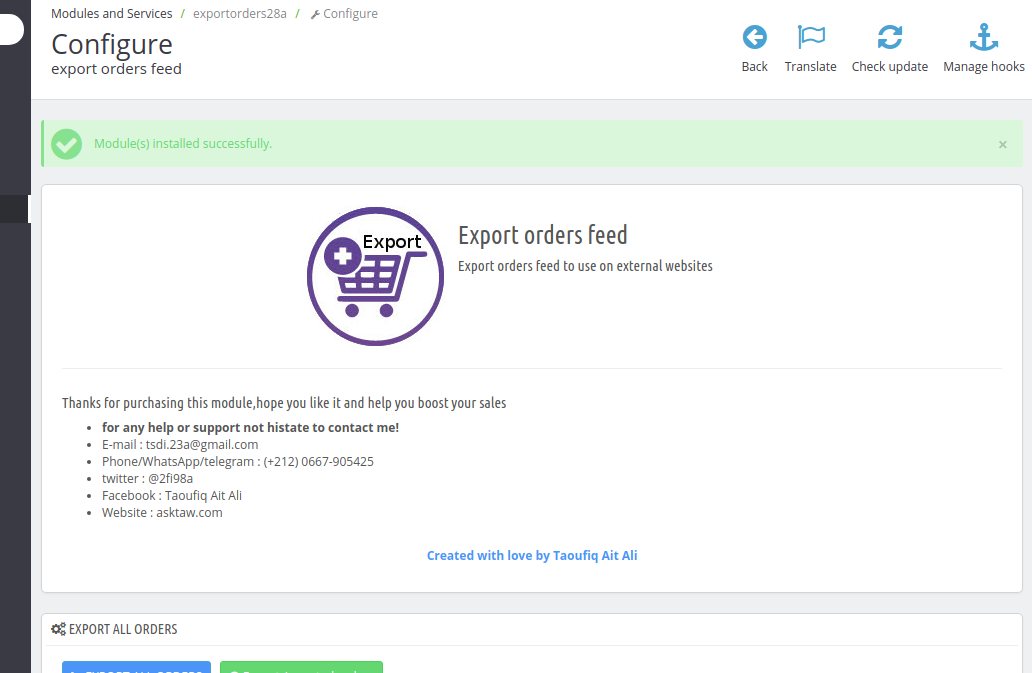 Modules and Services / exportorders28a / Configure
Configure
export orders feed
Back Translate Check update Manage hooks
Module(s) installed successfully.
×
Export
Export orders feed
Export orders feed to use on external websites
Thanks for purchasing this module,hope you like it and help you boost your sales
for any help or support not histate to contact me!
E-mail : tsdi.23a@gmail.com
Phone/WhatsApp/telegram : (+212) 0667-905425
twitter : @2fi98a
Facebook : Taoufiq Ait Ali
Website : asktaw.com
Created with love by Taoufiq Ait Ali
EXPORT ALL ORDERS
EXPORT ALL ORDERS